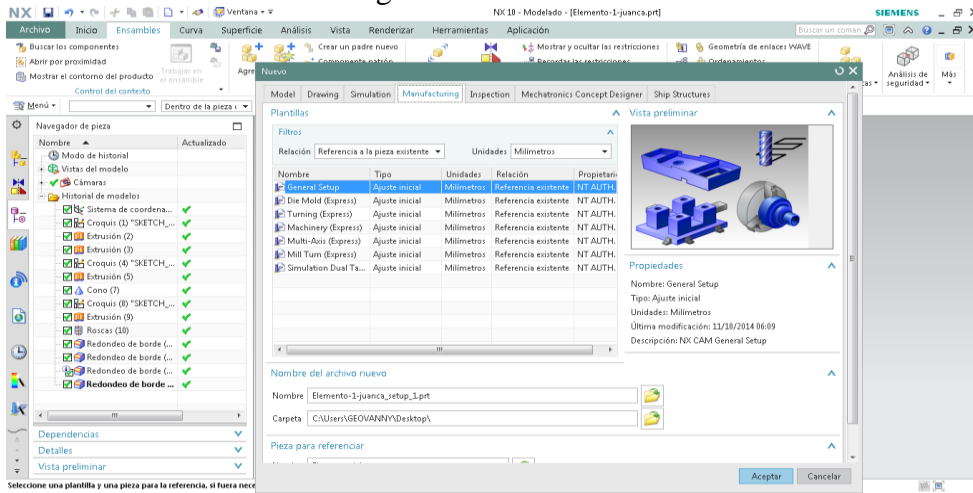 NX
Ventana
NX 10 - Modelado - [Elemento-1-juanca.prt]
SIEMENS
Archivo Inicio Ensambles Curva Superficie Análisis Vista Renderizar Herramientas Aplicación
Buscar un coman
Buscar los componentes
Abrir por proximidad
Mostrar el contorno del producto
Trabajar en el ensamble
Control del contexto
Agre
Crear un padre nuevo
Componente patrón
Mostrar y ocultar las restricciones
Recordar las restricciones
Geometría de enlaces WAVE
Ordenamientos
Análisis de seguridad
Más
Menú
Dentro de la pieza
Navegador de pieza
Nombre Actualizado
Modo de historial
Vistas del modelo
Cámaras
Historial de modelos
Sistema de coordena...
Croquis (1) "SKETCH_...
Extrusión (2)
Extrusión (3)
Croquis (4) "SKETCH_...
Extrusión (5)
Cono (7)
Croquis (8) "SKETCH_...
Extrusión (9)
Roscas (10)
Redondeo de borde (...
Redondeo de borde (...
Redondeo de borde (...
Redondeo de borde ...
Dependencias
Detalles
Vista preliminar
Nuevo
Model Drawing Simulation Manufacturing Inspection Mechatronics Concept Designer Ship Structures
Plantillas
Filtros
Relación Referencia a la pieza existente Unidades Milímetros
Nombre Tipo Unidades Relación Propietari
General Setup Ajuste inicial Milímetros Referencia existente NT AUTH.
Die Mold (Express) Ajuste inicial Milímetros Referencia existente NT AUTH.
Turning (Express) Ajuste inicial Milímetros Referencia existente NT AUTH.
Machinery (Express) Ajuste inicial Milímetros Referencia existente NT AUTH.
Multi-Axis (Express) Ajuste inicial Milímetros Referencia existente NT AUTH.
Mill Turn (Express) Ajuste inicial Milímetros Referencia existente NT AUTH.
Simulation Dual Ta... Ajuste inicial Milímetros Referencia existente NT AUTH.
Vista preliminar
Propiedades
Nombre: General Setup
Tipo: Ajuste inicial
Unidades: Milímetros
Última modificación: 11/18/2014 06:09
Descripción: NX CAM General Setup
Nombre del archivo nuevo
Nombre Elemento-1-juanca_setup_1.prt
Carpeta C:\Users\GEOVANNY\Desktop\
Pieza para referenciar
Aceptar Cancelar
Seleccione una plantilla y una pieza para la referencia, si fuera nece